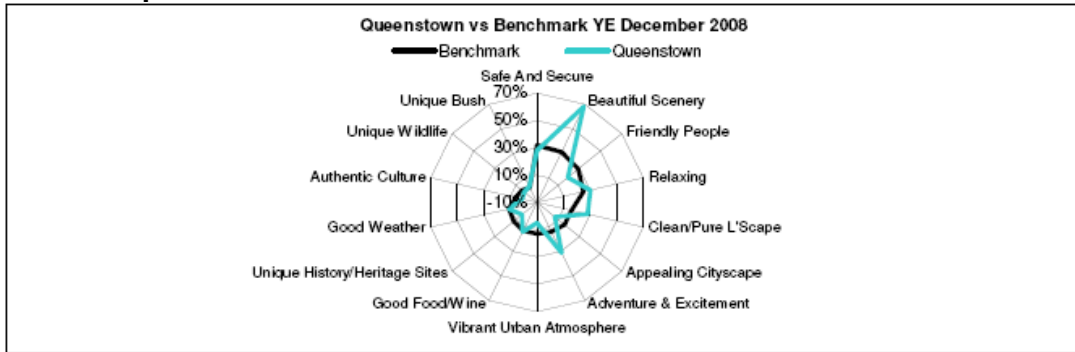 Queenstown vs Benchmark YE December 2008
Benchmark Queenstown
Safe And Secure
70%
Unique Bush Beautiful Scenery
50%
Unique Wildlife Friendly People
30%
Authentic Culture 10% Relaxing
-10%
Good Weather Clean/Pure L'Scape
Unique History/Heritage Sites Appealing Cityscape
Good Food/Wine Adventure & Excitement
Vibrant Urban Atmosphere